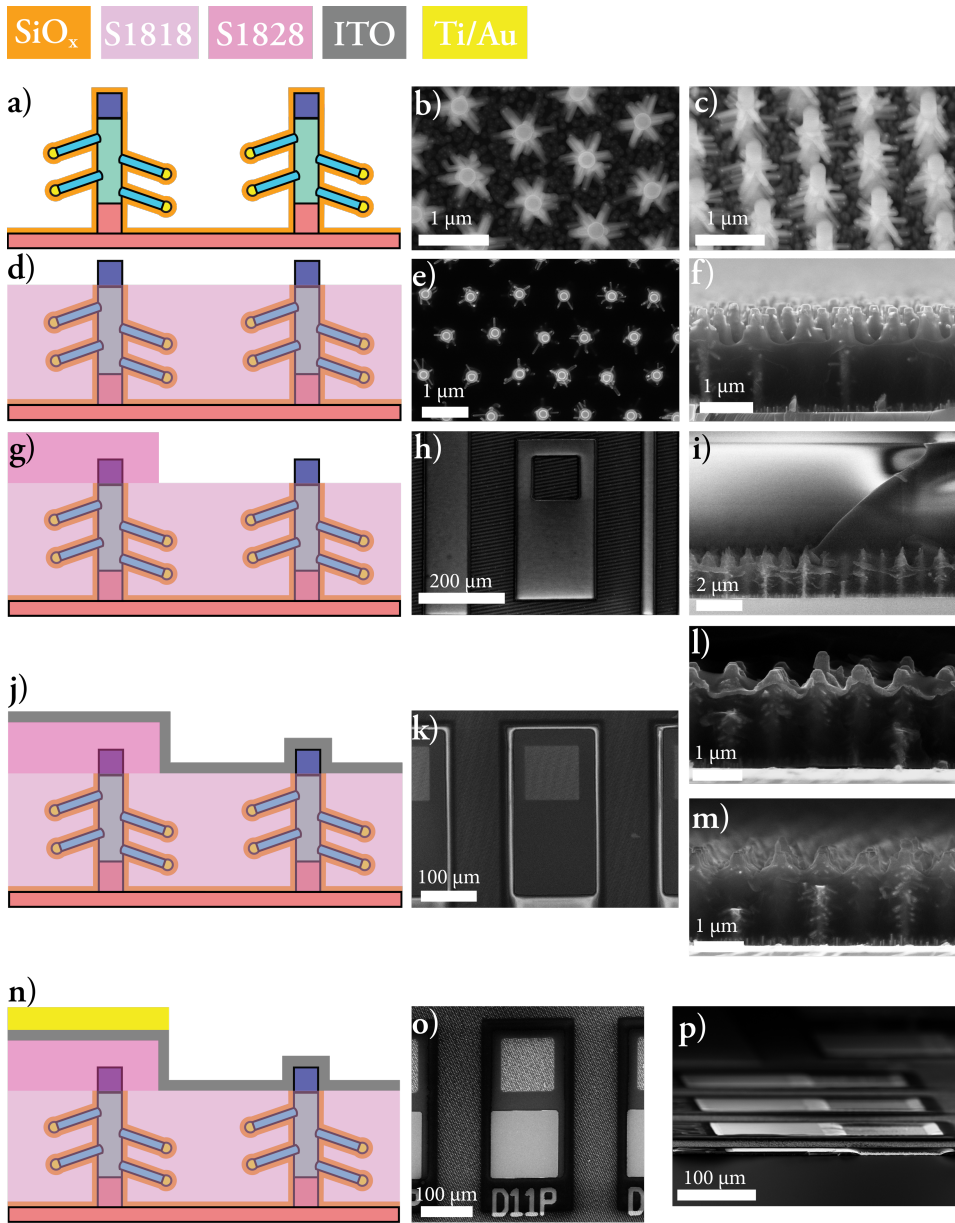 SiOx S1818 S1828 ITO Ti/Au
a) b) c)
1 μm 1 μm
d) e) f)
1 μm 1 μm
g) h) i)
200 μm 2 μm
l)
j) k)
1 μm
m)
100 μm 1 μm
n)
o) p)
D11P
100 μm 100 μm